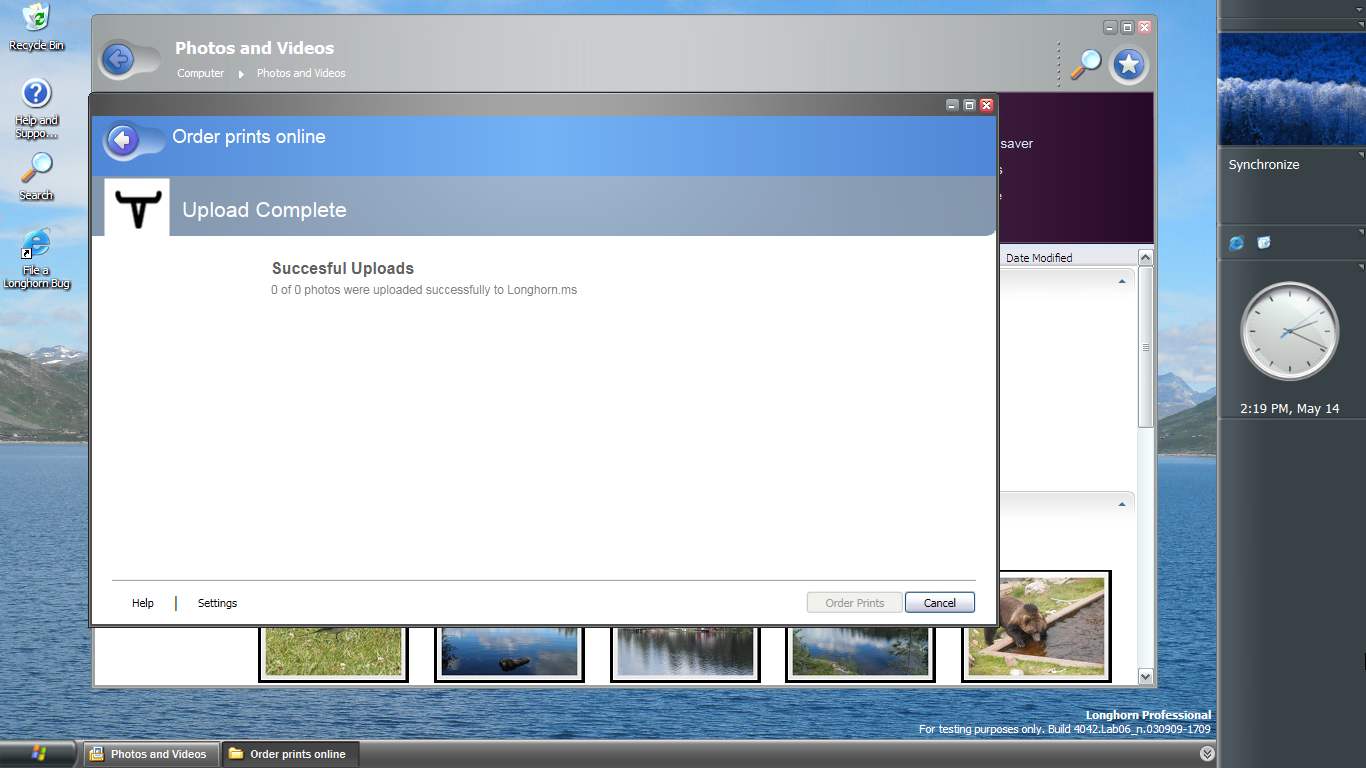 Recycle Bin
Help and
Suppo...
Search
File a
Longhorn Bug
Photos and Videos
Computer
Photos and Videos
Order prints online
Upload Complete
Succesful Uploads
0 of 0 photos were uploaded successfully to Longhorn.ms
Help
Settings
Order Prints
Cancel
saver
s
e
Date Modified
Synchronize
2:19 PM, May 14
Longhorn Professional
For testing purposes only. Build 4042.Lab06_n.030909-1709
Photos and Videos
Order prints online